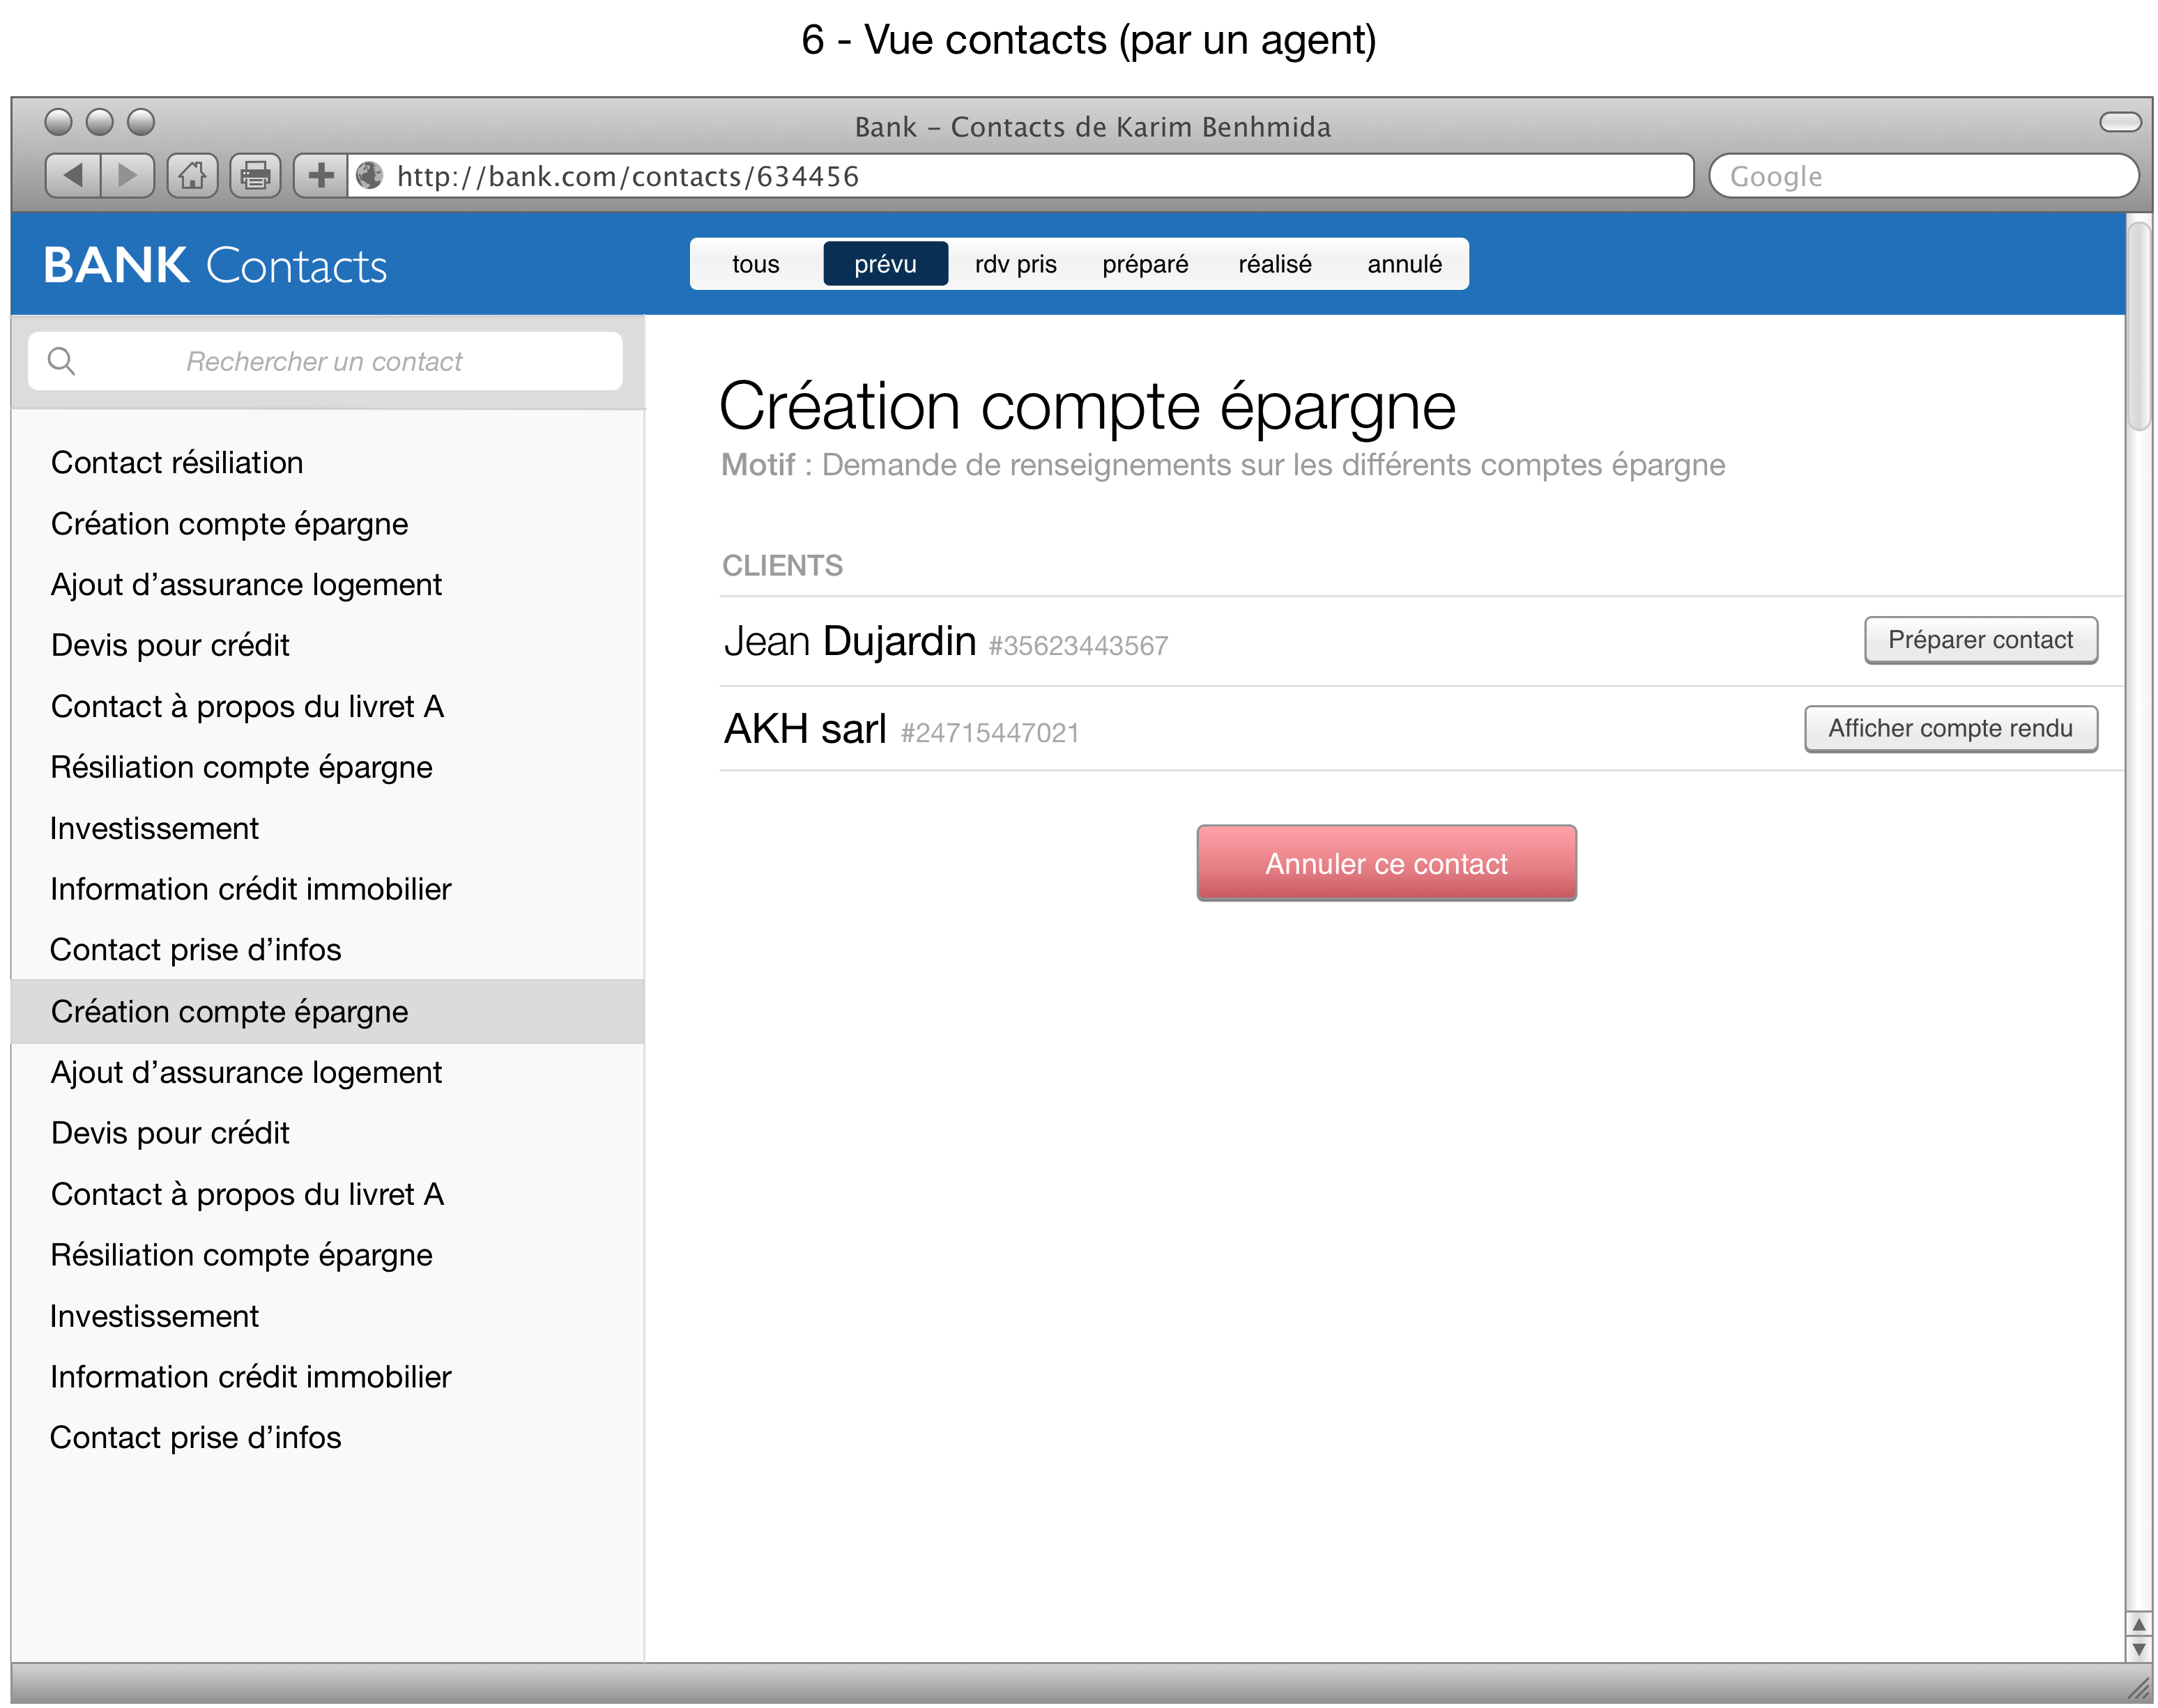 6 - Vue contacts (par un agent)
Bank – Contacts de Karim Benhmida
http://bank.com/contacts/634456
Google
BANK Contacts
tous prévu rdv pris préparé réalisé annulé
Rechercher un contact
Contact résiliation
Création compte épargne
Ajout d’assurance logement
Devis pour crédit
Contact à propos du livret A
Résiliation compte épargne
Investissement
Information crédit immobilier
Contact prise d’infos
Création compte épargne
Ajout d’assurance logement
Devis pour crédit
Contact à propos du livret A
Résiliation compte épargne
Investissement
Information crédit immobilier
Contact prise d’infos
Création compte épargne
Motif : Demande de renseignements sur les différents comptes épargne
CLIENTS
Jean Dujardin #35623443567
Préparer contact
AKH sarl #24715447021
Afficher compte rendu
Annuler ce contact